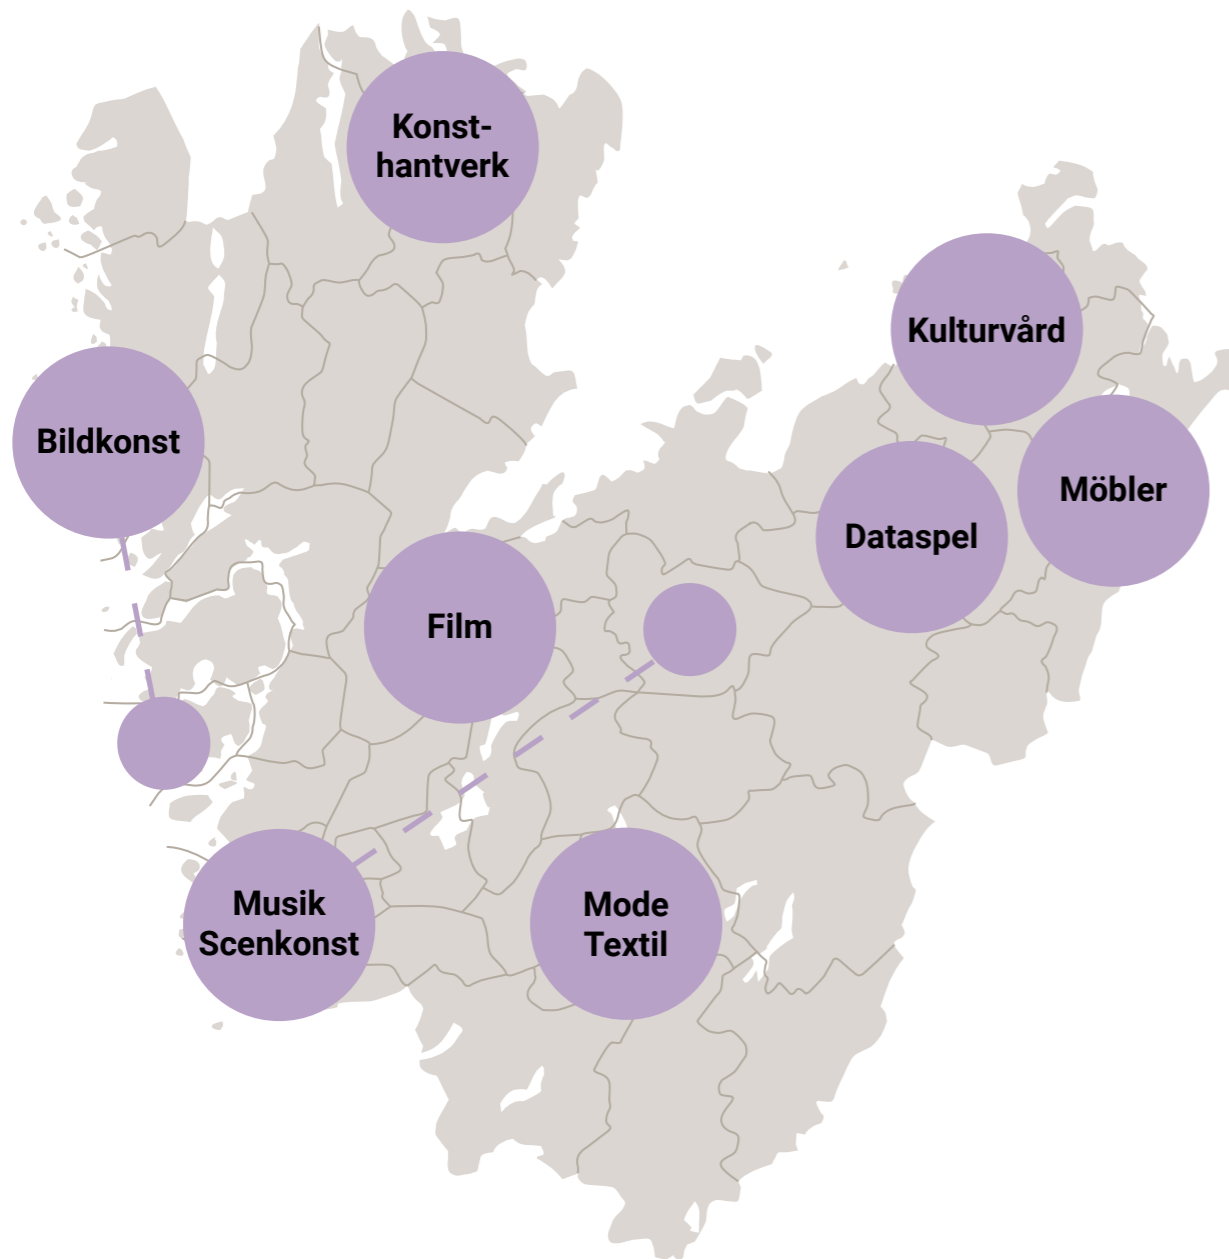 Konst-
hantverk
Kulturvård
Bildkonst
Möbler
Dataspel
Film
Musik
Scenkonst
Mode
Textil